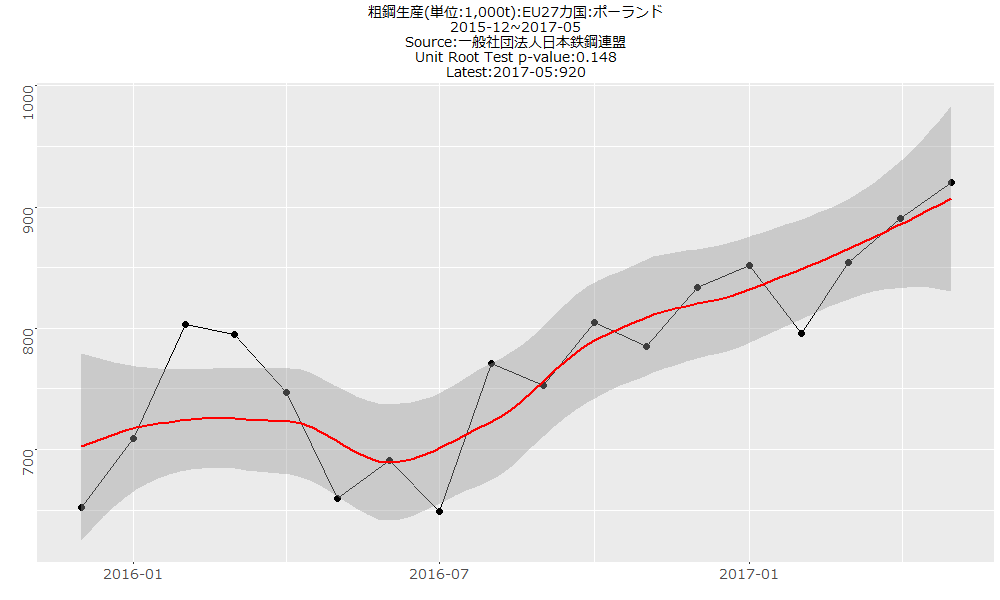 粗鋼生産(単位:1,000t):EU27カ国:ポーランド
2015-12~2017-05
Source:一般社団法人日本鉄鋼連盟
Unit Root Test p-value:0.148
Latest:2017-05:920
1000
900
800
700
2016-01
2016-07
2017-01